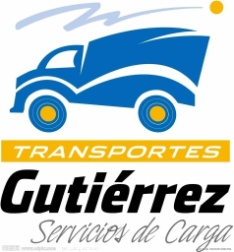 TRANSPORTES
Gutiérrez
Servicios de Carga